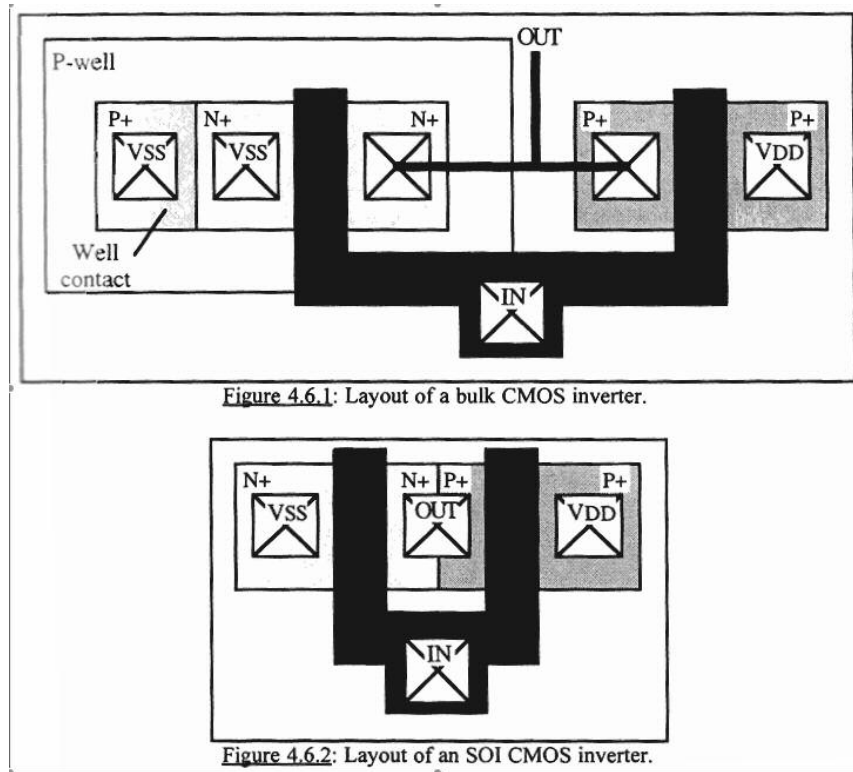 OUT
P-well
P+ N+ N+ P+ P+
VSS VSS VDD
Well
contact
IN
Figure 4.6.1: Layout of a bulk CMOS inverter.
N+ N+ P+ P+
VSS OUT VDD
IN
Figure 4.6.2: Layout of an SOI CMOS inverter.